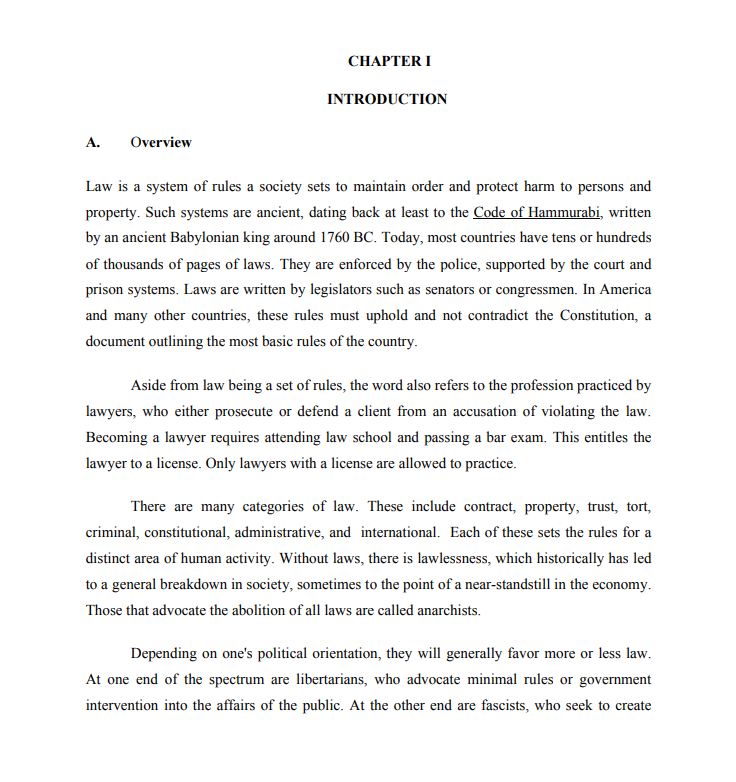 CHAPTER I
INTRODUCTION
A. Overview
Law is a system of rules a society sets to maintain order and protect harm to persons and
property. Such systems are ancient, dating back at least to the Code of Hammurabi, written
by an ancient Babylonian king around 1760 BC. Today, most countries have tens or hundreds
of thousands of pages of laws. They are enforced by the police, supported by the court and
prison systems. Laws are written by legislators such as senators or congressmen. In America
and many other countries, these rules must uphold and not contradict the Constitution, a
document outlining the most basic rules of the country.
Aside from law being a set of rules, the word also refers to the profession practiced by
lawyers, who either prosecute or defend a client from an accusation of violating the law.
Becoming a lawyer requires attending law school and passing a bar exam. This entitles the
lawyer to a license. Only lawyers with a license are allowed to practice.
There are many categories of law. These include contract, property, trust, tort,
criminal, constitutional, administrative, and international. Each of these sets the rules for a
distinct area of human activity. Without laws, there is lawlessness, which historically has led
to a general breakdown in society, sometimes to the point of a near-standstill in the economy.
Those that advocate the abolition of all laws are called anarchists.
Depending on one's political orientation, they will generally favor more or less law.
At one end of the spectrum are libertarians, who advocate minimal rules or government
intervention into the affairs of the public. At the other end are fascists, who seek to create